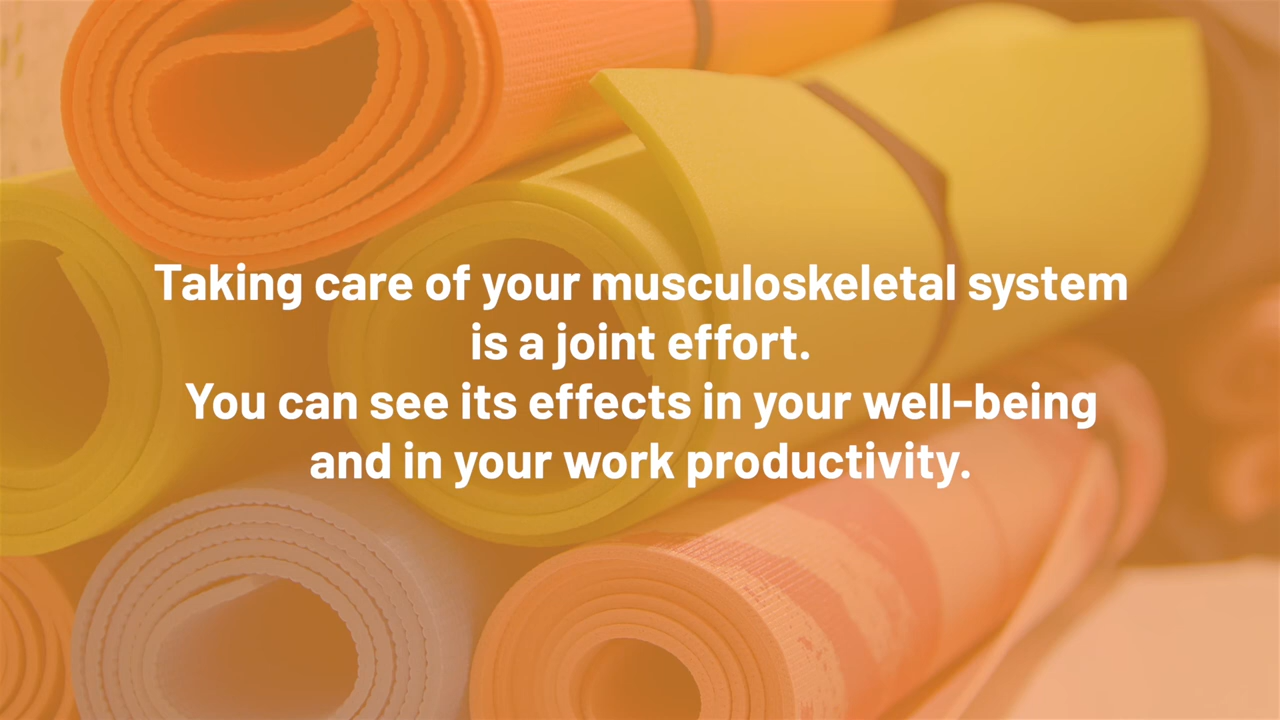 Taking care of your musculoskeletal system
is a joint effort.
You can see its effects in your well-being
and in your work productivity.